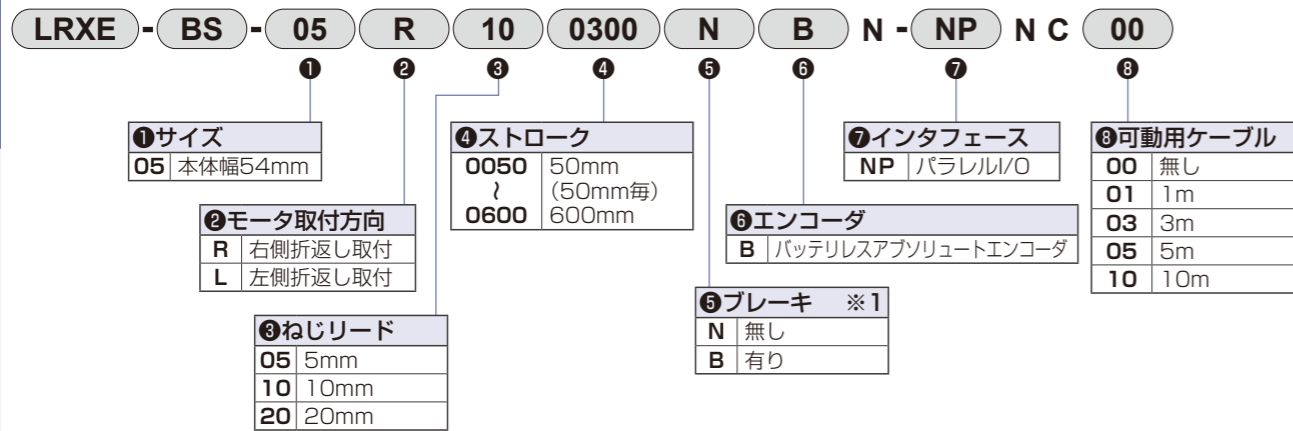 LRXE - BS - 05 R 10 0300 N B N - NP N C 00
❶ ❷ ❸ ❹ ❺ ❻ ❼ ❽
❶サイズ
05 本体幅54mm
❷モータ取付方向
R 右側折返し取付
L 左側折返し取付
❸ねじリード
05 5mm
10 10mm
20 20mm
❹ストローク
0050 50mm
〜 (50mm毎)
0600 600mm
❺ブレーキ ※1
N 無し
B 有り
❻エンコーダ
B バッテリレスアブソリュートエンコーダ
❼インタフェース
NP パラレルI/O
❽可動用ケーブル
00 無し
01 1m
03 3m
05 5m
10 10m